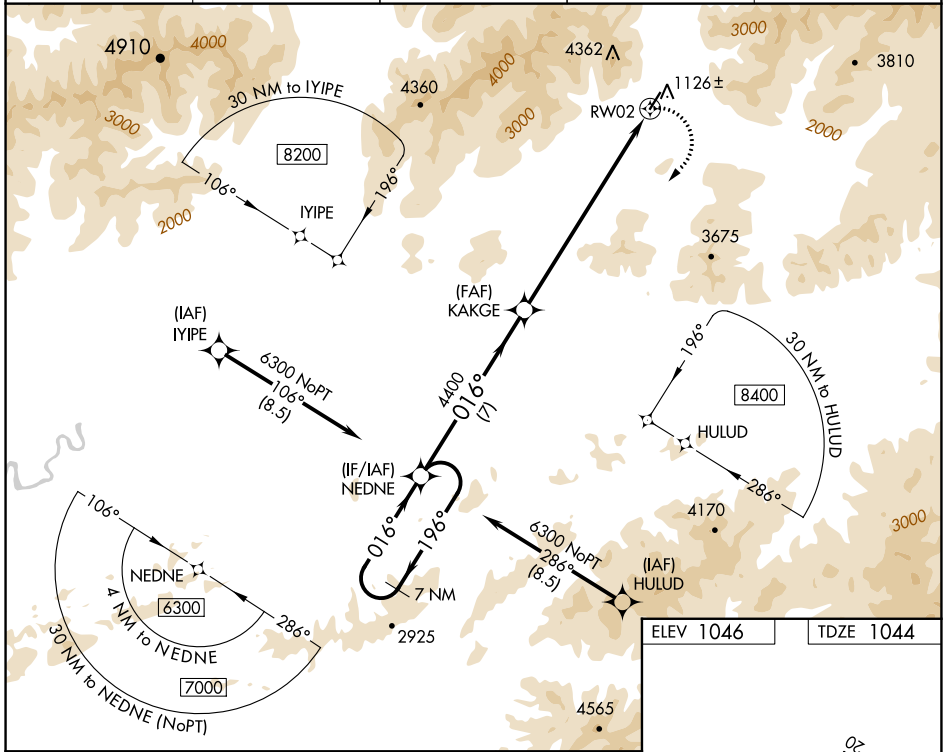 4910
4000
3000
4360
30 NM to IYIPE
8200
106°
196°
IYIPE
2000
4000
3000
4362
3000
3810
2000
RW02
1126±
3675
(FAF)
KAKGE
(IAF)
IYIPE
6300 NoPT
106°
(8.5)
4400
016°
(7)
(IF/IAF)
NEDNE
016°
196°
7 NM
2925
196°
30 NM to HULUD
8400
HULUD
286°
4170
3000
6300 NoPT
286°
(8.5)
(IAF)
HULUD
106°
NEDNE
6300
4 NM to NEDNE
286°
7000
30 NM to NEDNE (NoPT)
4565
ELEV 1046
TDZE 1044
20